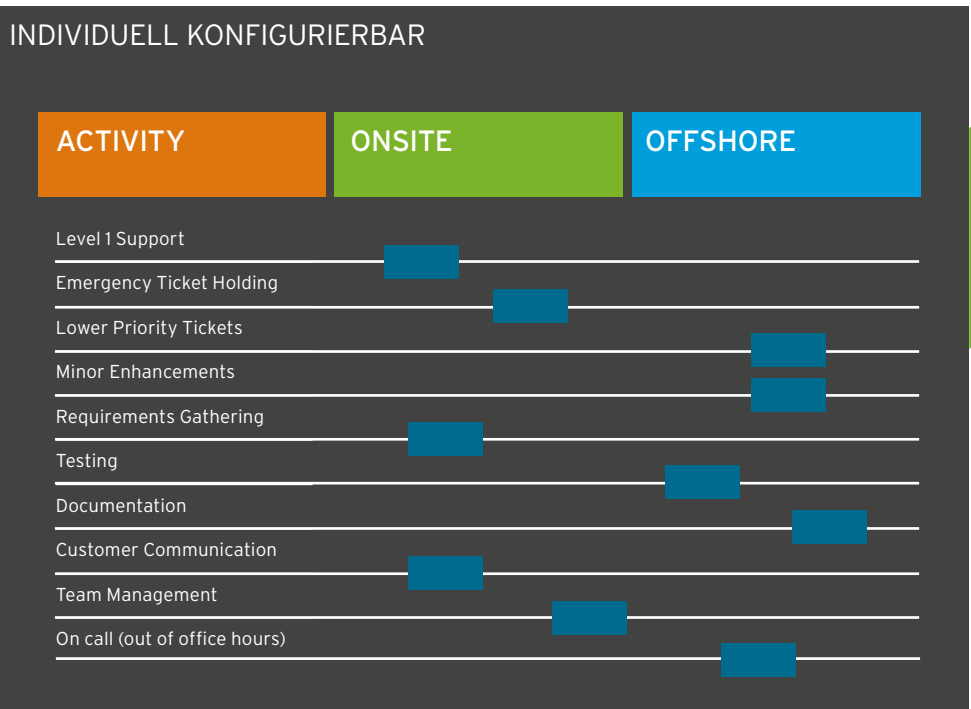 INDIVIDUELL KONFIGURIERBAR
ACTIVITY
ONSITE
OFFSHORE
Level 1 Support
Emergency Ticket Holding
Lower Priority Tickets
Minor Enhancements
Requirements Gathering
Testing
Documentation
Customer Communication
Team Management
On call (out of office hours)